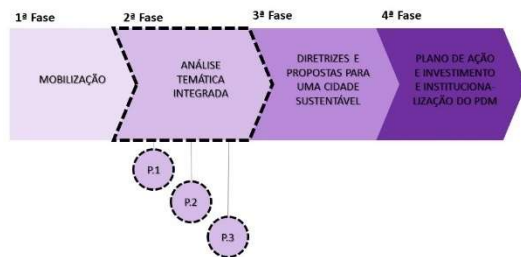 1ª Fase
2ª Fase
3ª Fase
4ª Fase
MOBILIZAÇÃO
ANÁLISE
TEMÁTICA
INTEGRADA
DIRETRIZES E
PROPOSTAS PARA
UMA CIDADE
SUSTENTÁVEL
PLANO DE AÇÃO
E INVESTIMENTO
E INSTITUCIONA-
LIZAÇÃO DO PDM
P.1
P.2
P.3